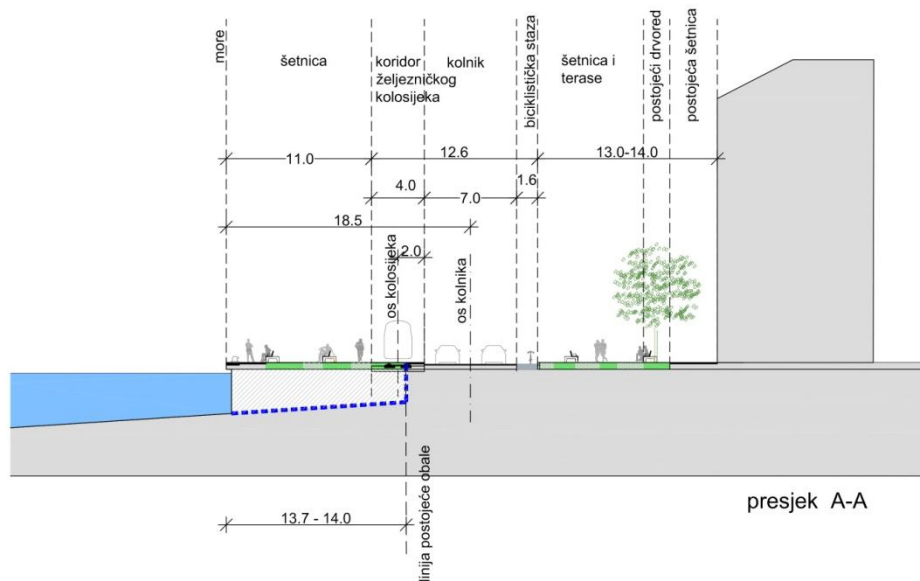 more
šetnica
koridor
željezničkog
kolosijeka
kolnik
biciklistička staza
šetnica i
terase
postojeći drvored
postojeća šetnica
11.0
12.6
13.0-14.0
4.0
7.0
1.6
18.5
2.0
os kolosijeka
os kolnika
13.7 - 14.0
linija postojeće obale
presjek A-A